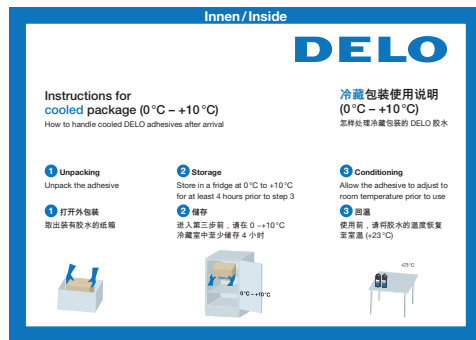 Innen/Inside
DELO
Instructions for
cooled package (0 °C – +10 °C)
How to handle cooled DELO adhesives after arrival
冷藏包装使用说明
(0 °C – +10 °C)
怎样处理冷藏包装的 DELO 胶水
1 Unpacking
Unpack the adhesive
2 Storage
Store in a fridge at 0 °C to +10 °C
for at least 4 hours prior to step 3
3 Conditioning
Allow the adhesive to adjust to
room temperature prior to use
1 打开外包装
取出装有胶水的纸箱
2 储存
进入第三步前，请在 0 ~+10°C
冷藏室中至少储存 4 小时
3 回温
使用前，请将胶水的温度恢复
至室温 (+23°C)
0°C – +10°C
+23°C